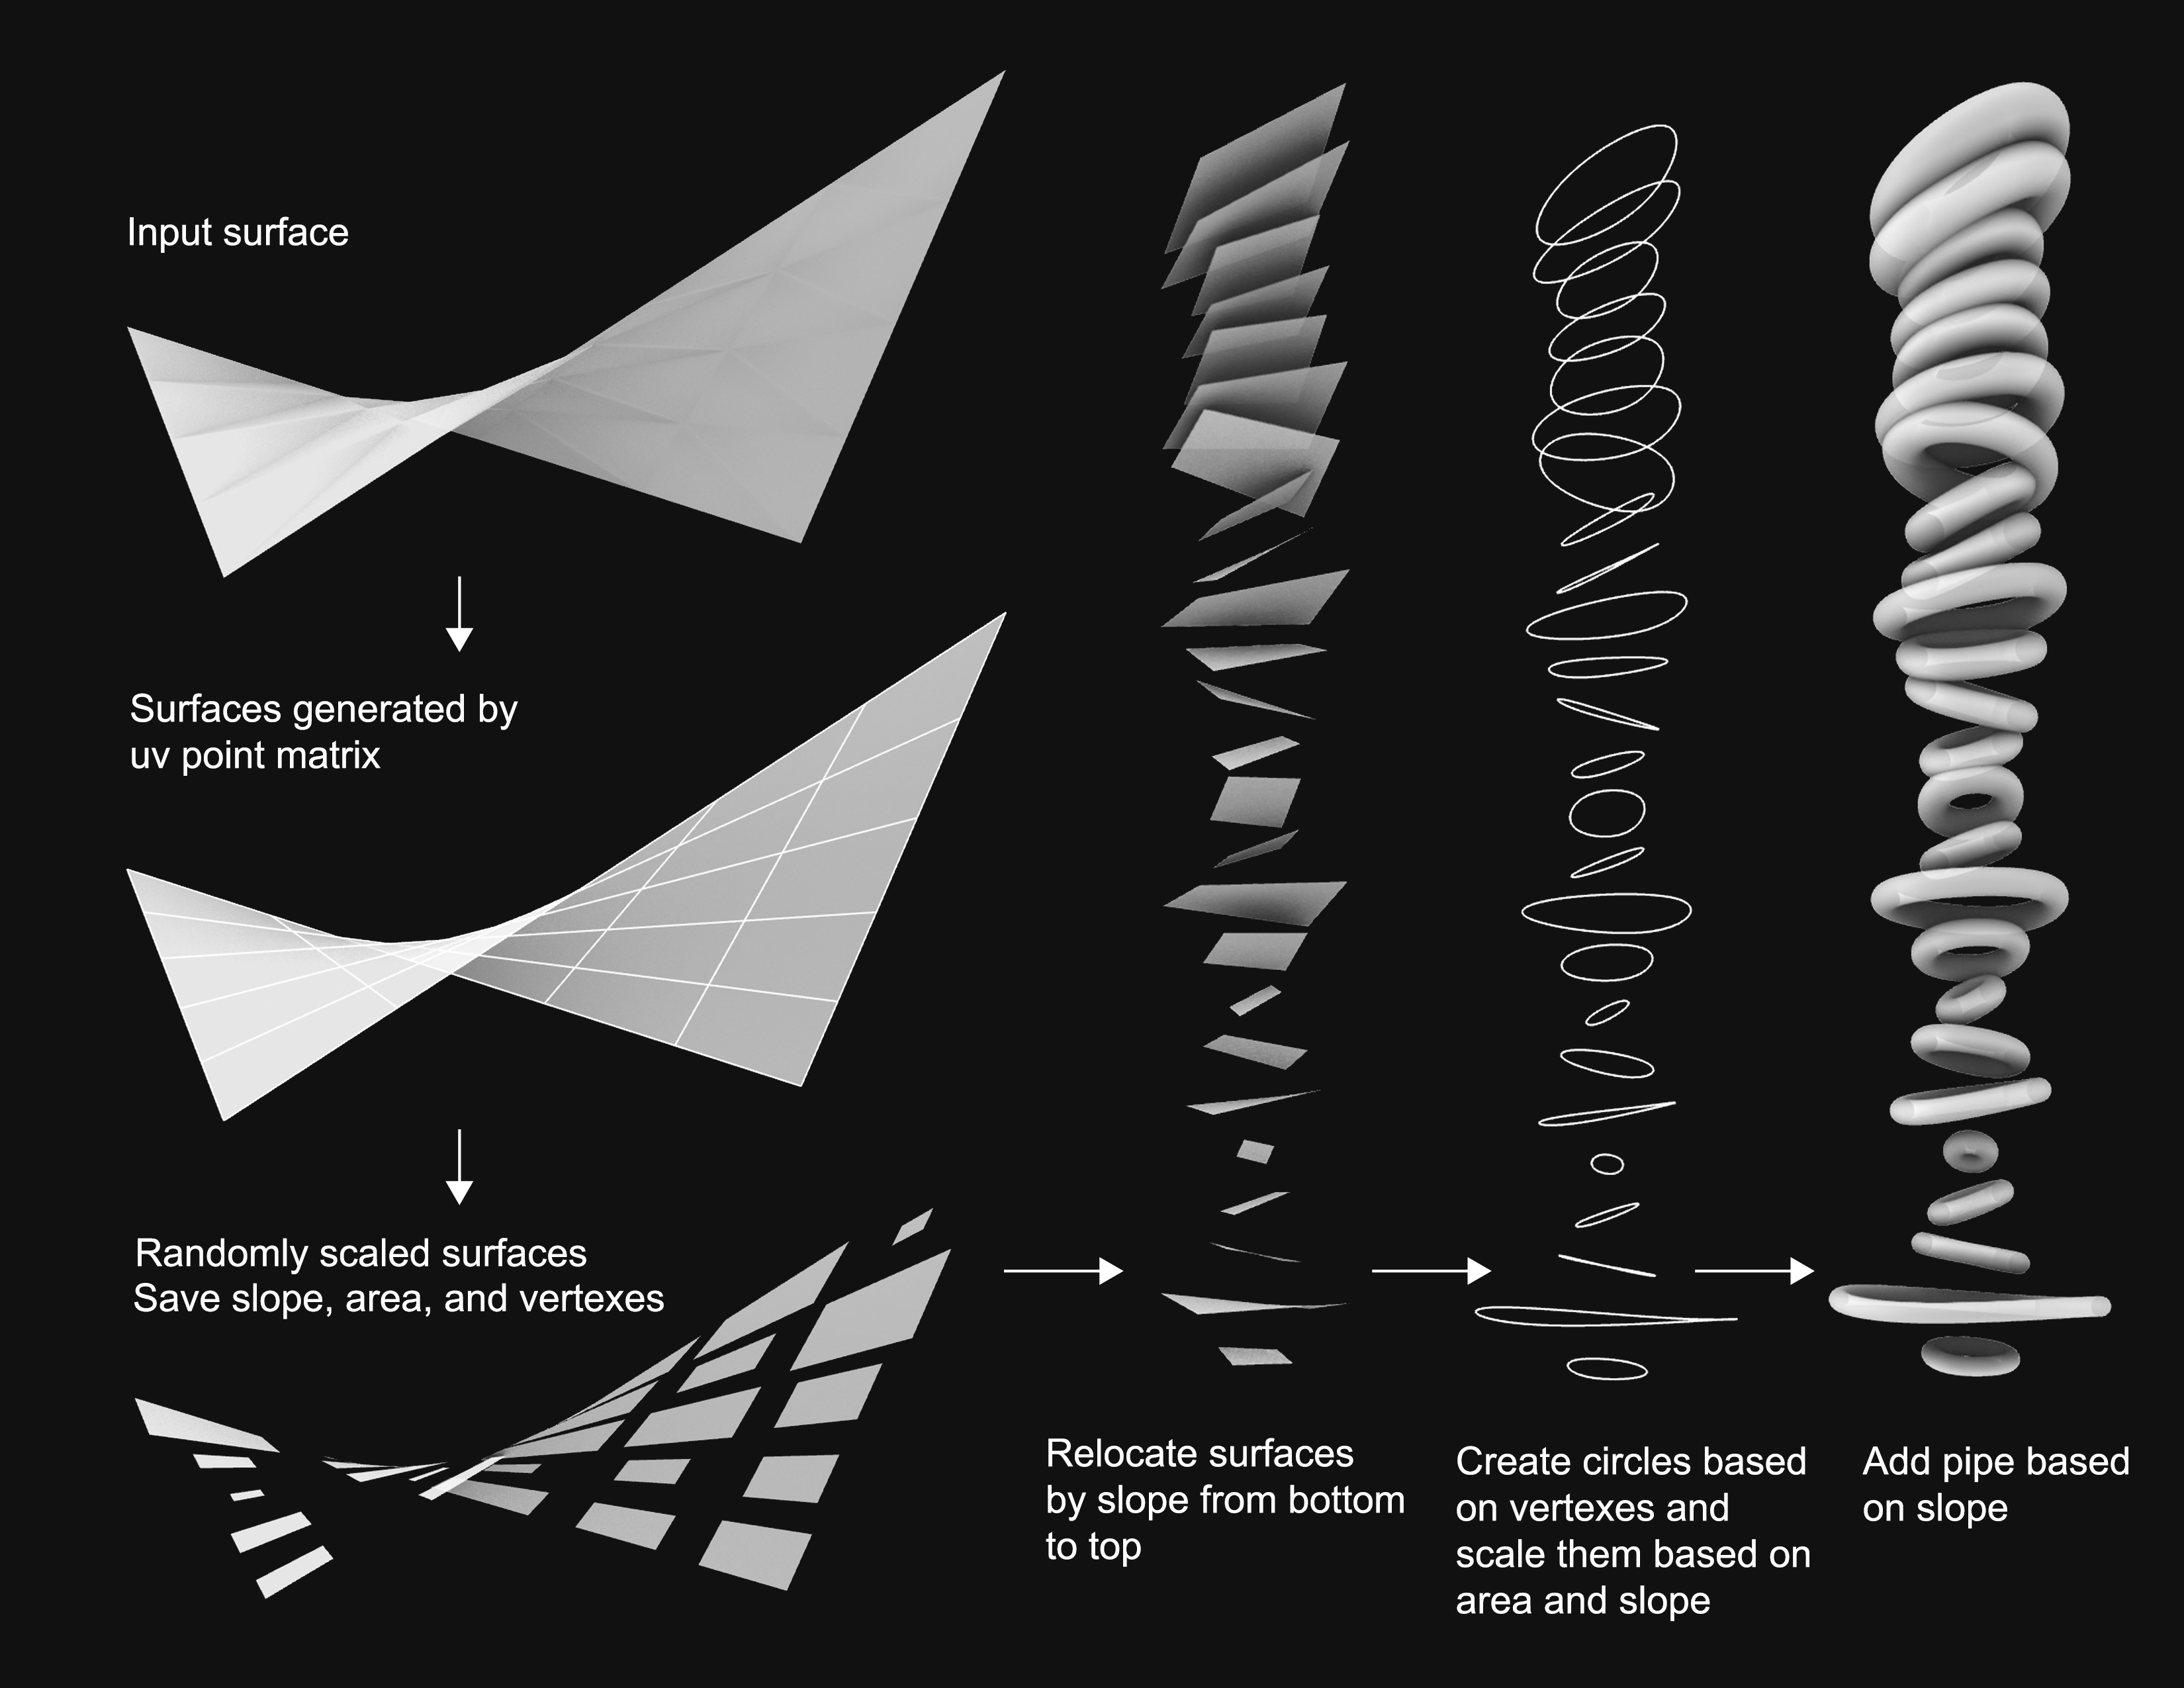 Input surface
Surfaces generated by
uv point matrix
Randomly scaled surfaces
Save slope, area, and vertexes
Relocate surfaces
by slope from bottom
to top
Create circles based
on vertexes and
scale them based on
area and slope
Add pipe based
on slope